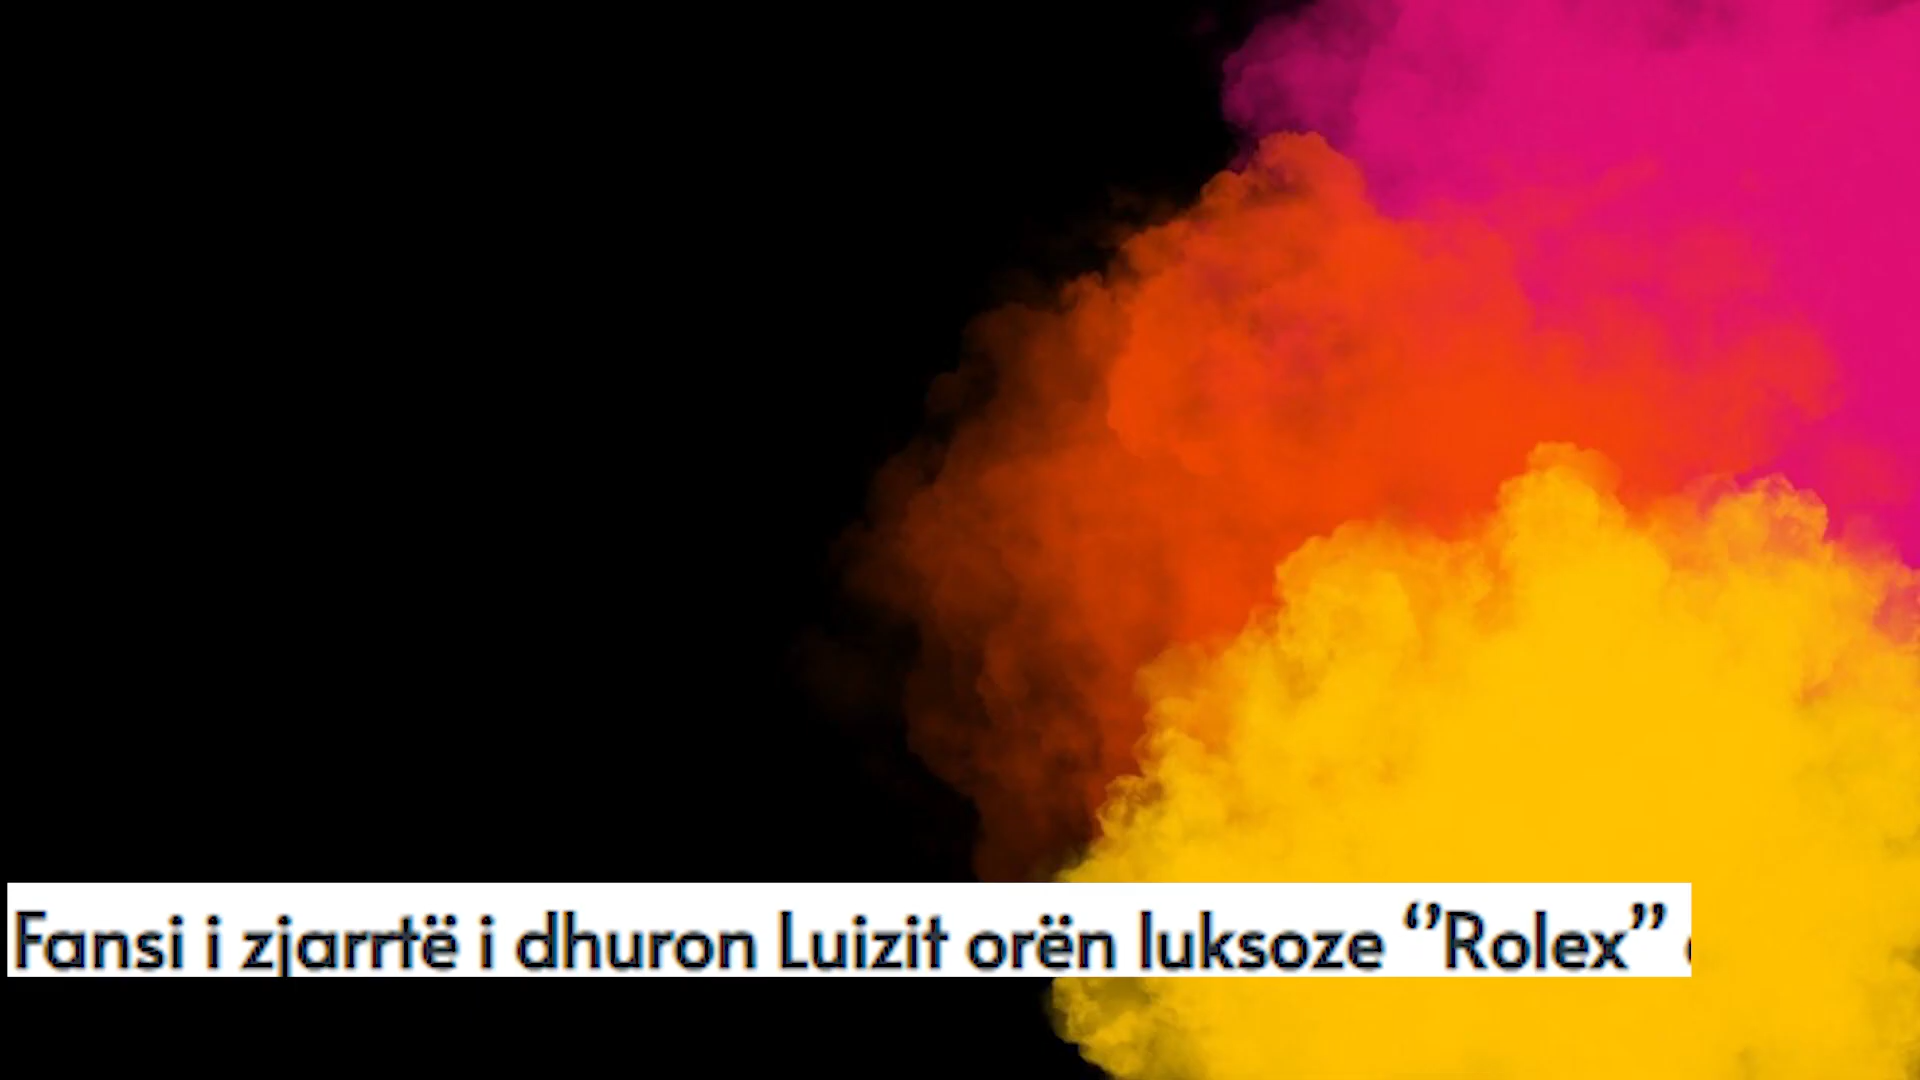 Fansi i zjarrtë i dhuron Luizit orën luksoze ‘’Rolex’’